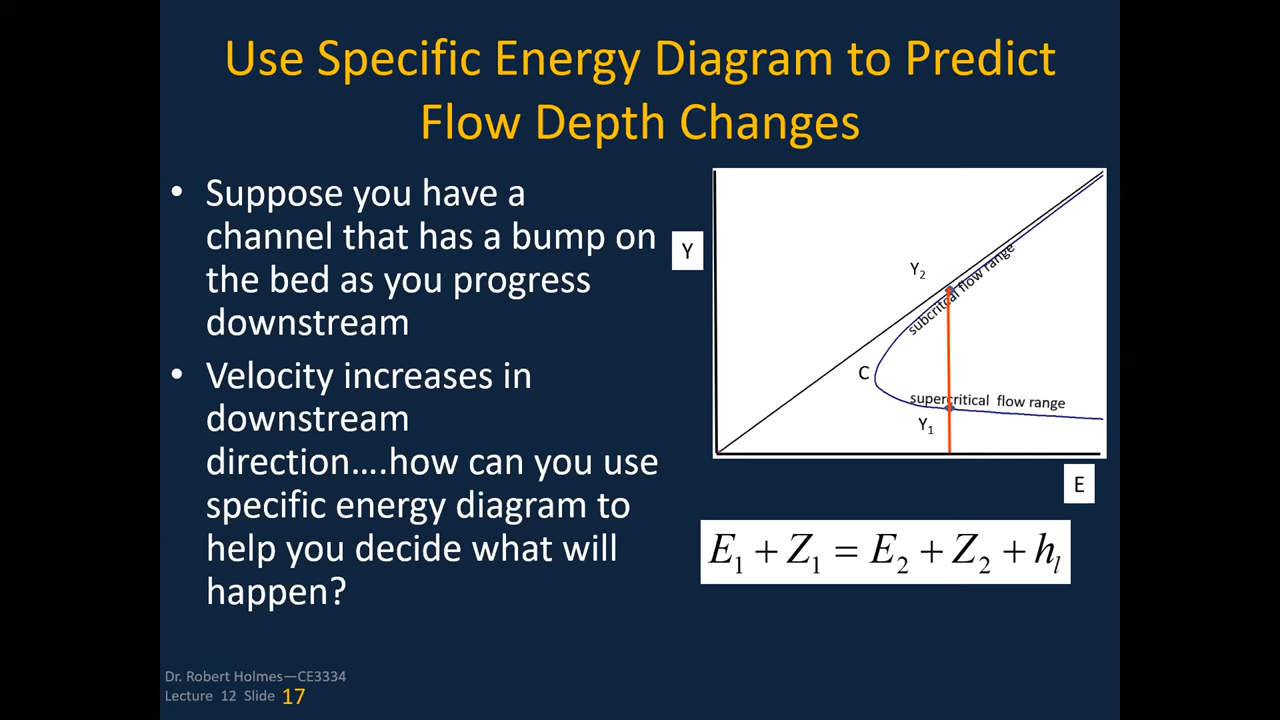 Use Specific Energy Diagram to Predict
Flow Depth Changes
• Suppose you have a
channel that has a bump on
the bed as you progress
downstream
• Velocity increases in
downstream
direction....how can you use
specific energy diagram to
help you decide what will
happen?
Y
Y2
subcritcal flow range
C
supercritical flow range
Y1
E
E1 + Z1 = E2 + Z2 + hl
Dr. Robert Holmes—CE3334
Lecture 12 Slide 17